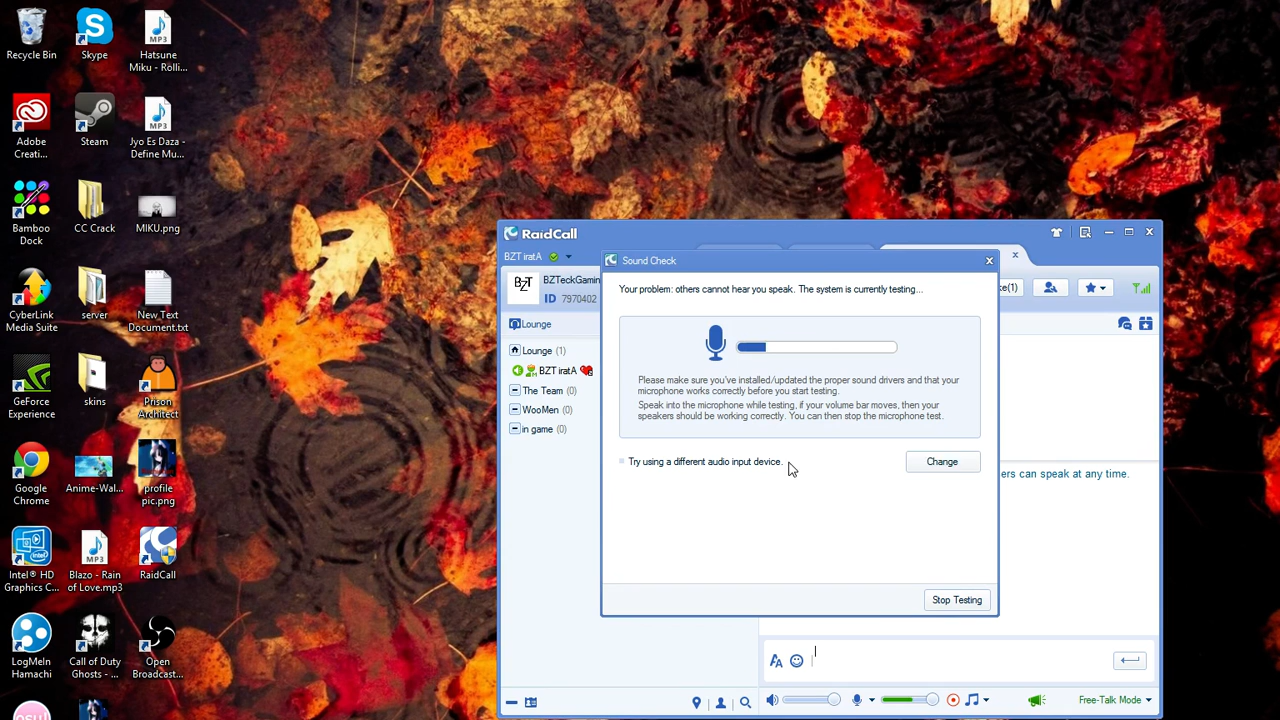 Recycle Bin
Skype
Hatsune
Miku - Rolli...
Adobe
Creati...
Steam
Jyo Es Daza -
Define Mu...
Bamboo
Dock
CC Crack
MIKU.png
CyberLink
Media Suite
server
New Text
Document.txt
GeForce
Experience
skins
Prison
Architect
Google
Chrome
Anime-Wal...
profile
pic.png
Intel® HD
Graphics C...
Blazo - Rain
of Love.mp3
RaidCall
LogMeIn
Hamachi
Call of Duty
Ghosts - ...
Open
Broadcast...
MP3
MP3
MP3
osu!
RaidCall
BZT iratA
BZT
BZTeckGamin
ID 7970402
Lounge
Lounge (1)
BZT iratA
The Team (0)
WooMen (0)
in game (0)
Sound Check
Your problem: others cannot hear you speak. The system is currently testing...
Please make sure you've installed/updated the proper sound drivers and that your
microphone works correctly before you start testing.
Speak into the microphone while testing, if your volume bar moves, then your
speakers should be working correctly. You can then stop the microphone test.
Try using a different audio input device.
Change
Stop Testing
e(1)
ers can speak at any time.
Free-Talk Mode